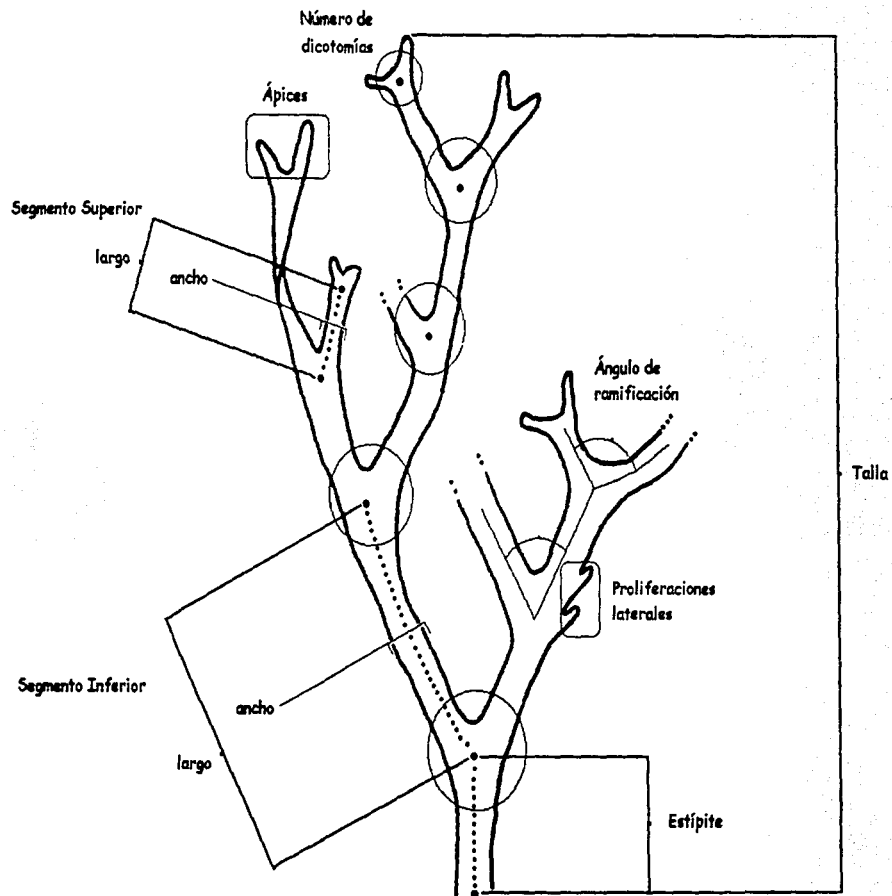 Número de
dicotomías
Ápices
Segmento Superior
largo
ancho
Ángulo de
ramificación
Talla
Proliferaciones
laterales
Segmento Inferior
ancho
largo
Estípite